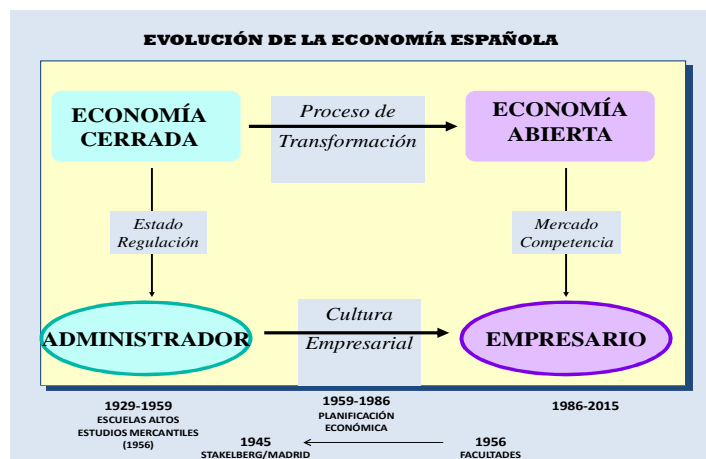 EVOLUCIÓN DE LA ECONOMÍA ESPAÑOLA
ECONOMÍA
CERRADA
Proceso de
Transformación
ECONOMÍA
ABIERTA
Estado
Regulación
Mercado
Competencia
ADMINISTRADOR
Cultura
Empresarial
EMPRESARIO
1929-1959
ESCUELAS ALTOS
ESTUDIOS MERCANTILES
(1956)
1959-1986
PLANIFICACIÓN
ECONÓMICA
1986-2015
1945
STAKELBERG/MADRID
1956
FACULTADES